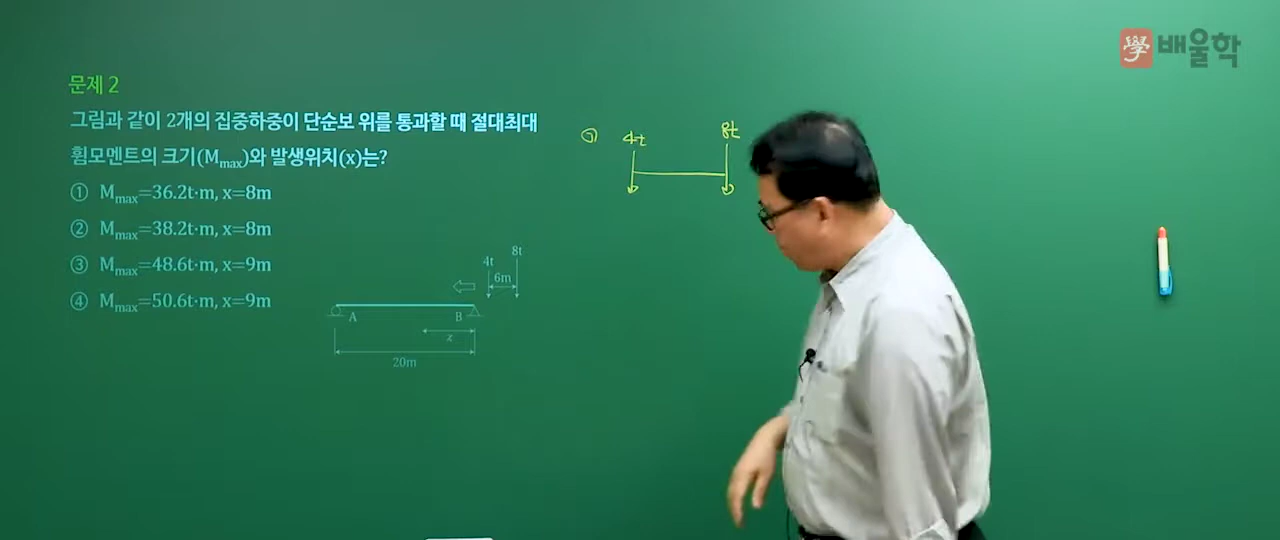 學 배울학
문제 2
그림과 같이 2개의 집중하중이 단순보 위를 통과할 때 절대최대
휨모멘트의 크기(Mmax)와 발생위치(x)는?
① Mmax=36.2t·m, x=8m
② Mmax=38.2t·m, x=8m
③ Mmax=48.6t·m, x=9m
④ Mmax=50.6t·m, x=9m
8t
4t
6m
A
B
x
20m
4t
8t